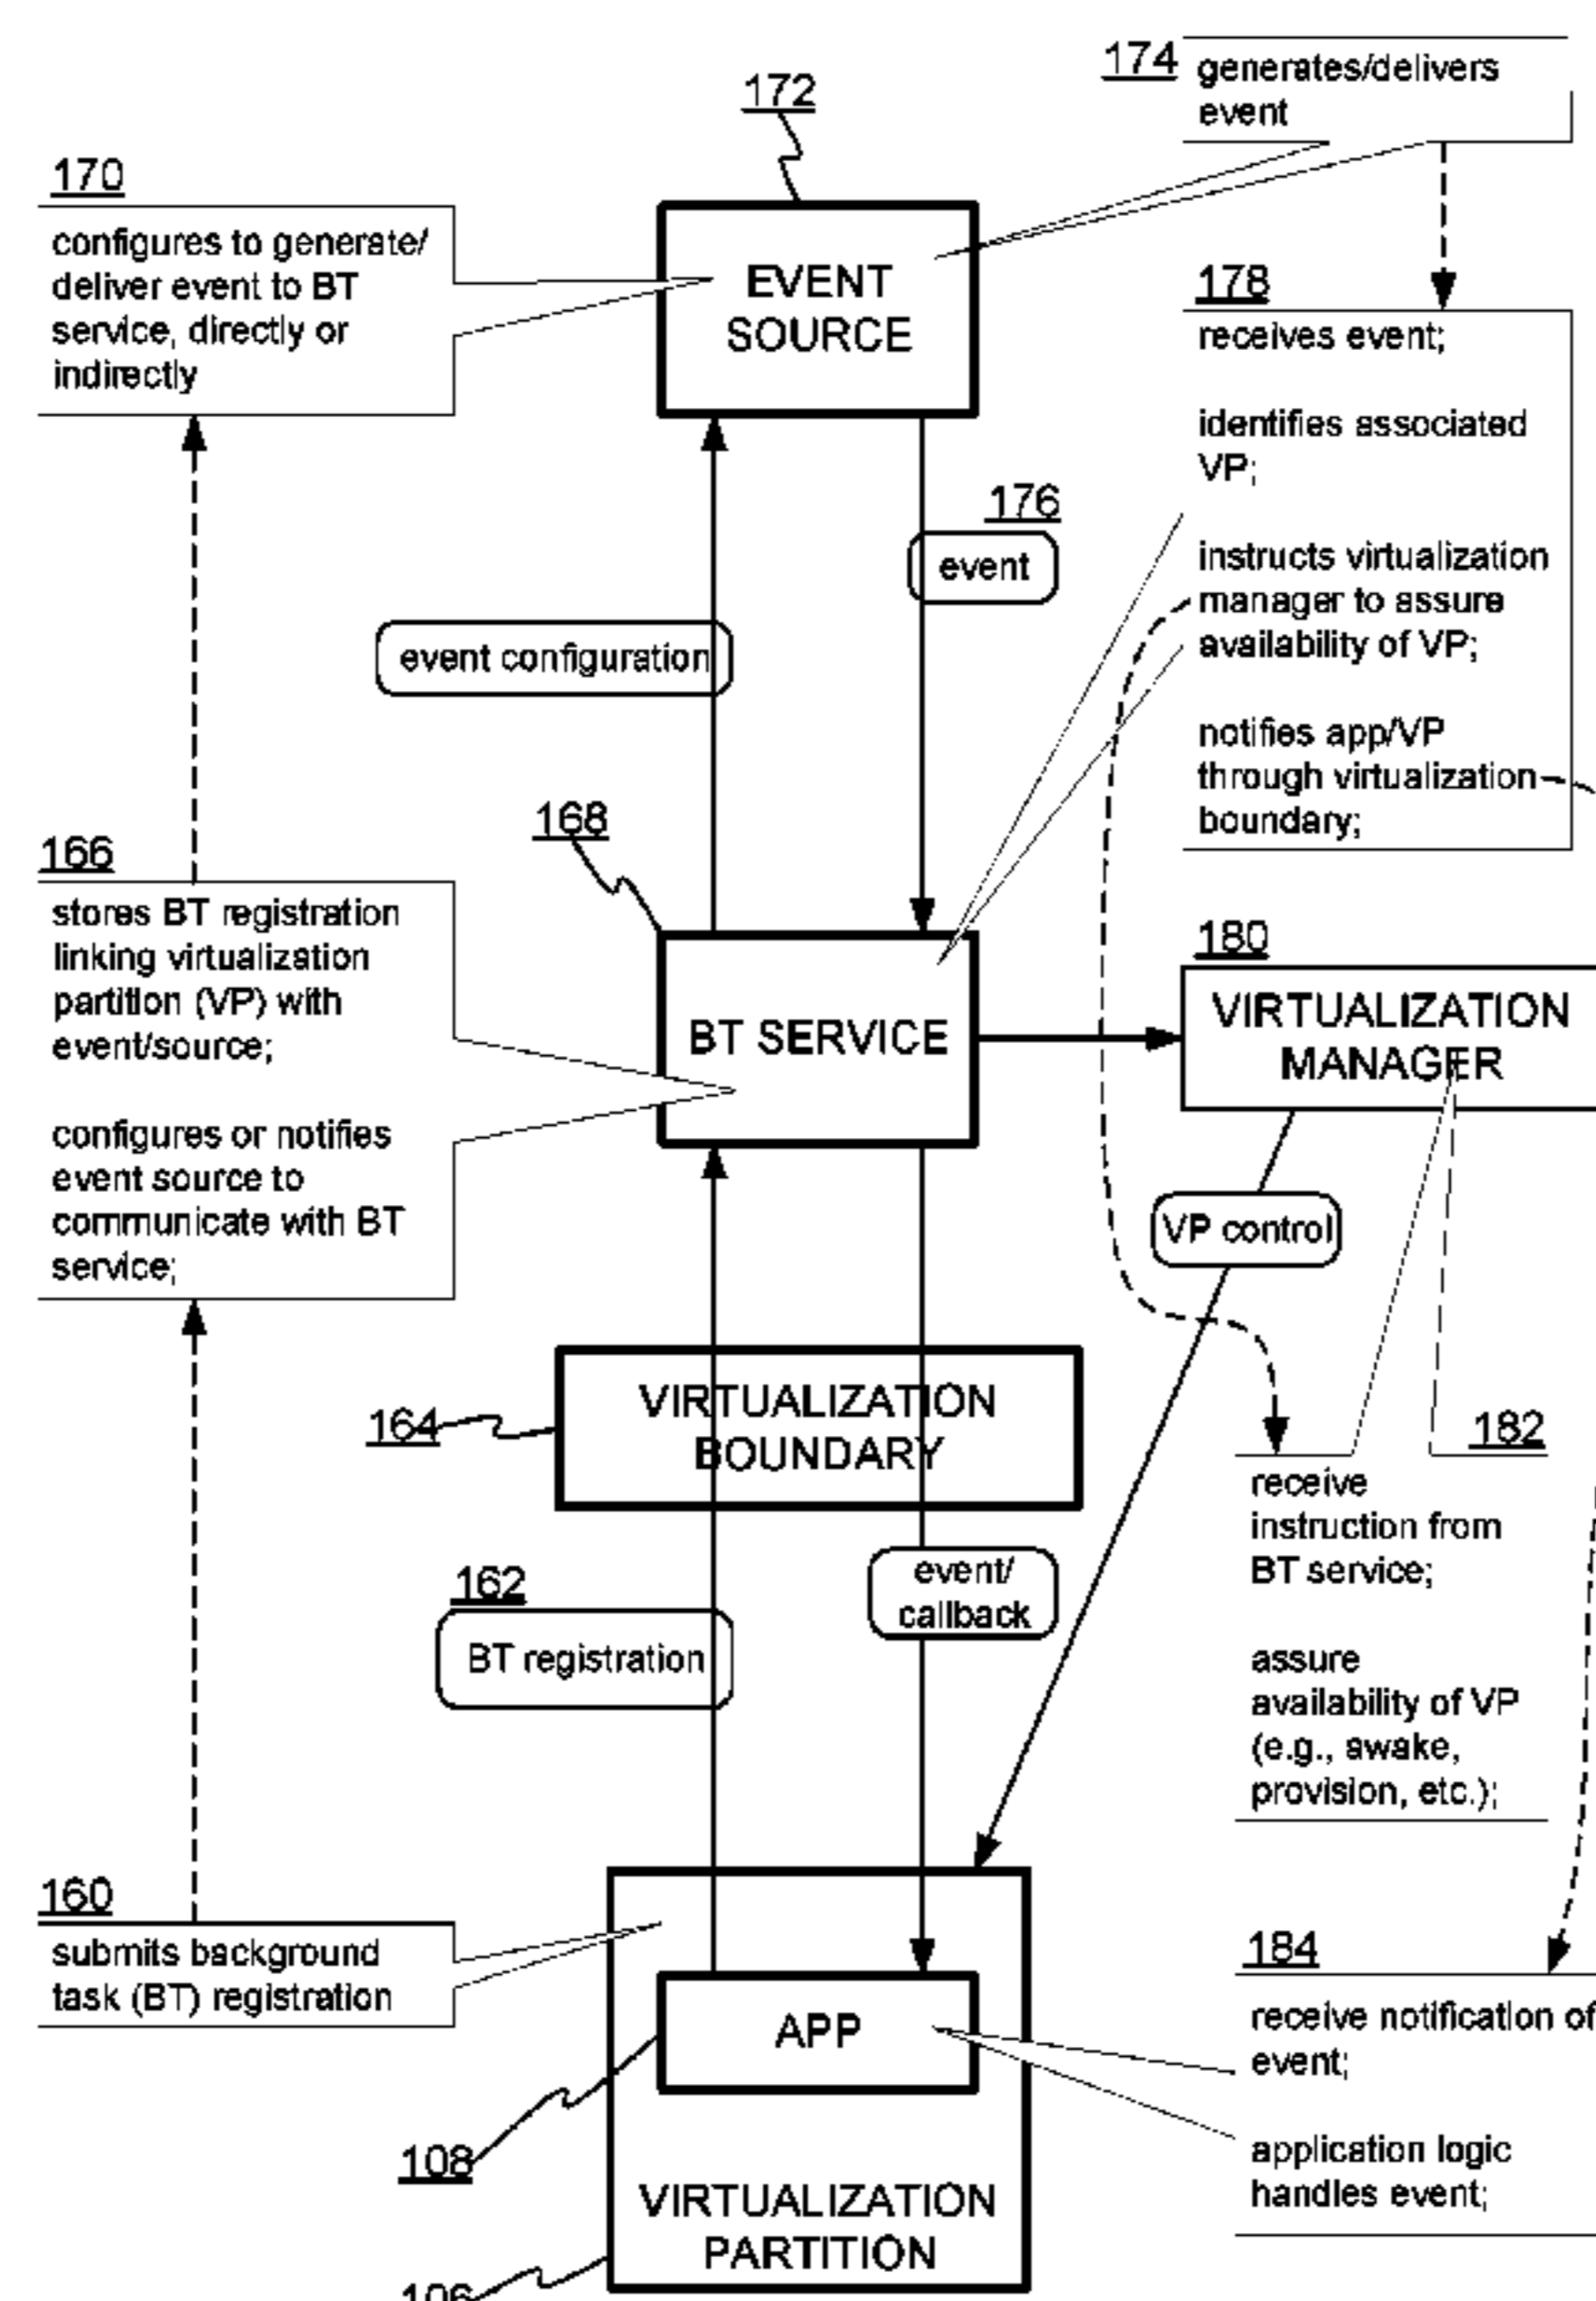 174
generates/delivers
event
172
170
configures to generate/
deliver event to BT
service, directly or
indirectly
EVENT
SOURCE
178
receives event;
identifies associated
VP;
instructs virtualization
manager to assure
availability of VP;
notifies app/VP
through virtualization
boundary;
176
event
event configuration
168
166
stores BT registration
linking virtualization
partition (VP) with
event/source;
configures or notifies
event source to
communicate with BT
service;
BT SERVICE
180
VIRTUALIZATION
MANAGER
VP control
164
VIRTUALIZATION
BOUNDARY
182
receive
instruction from
BT service;
assure
availability of VP
(e.g., awake,
provision, etc.);
162
BT registration
event/
callback
160
submits background
task (BT) registration
APP
108
VIRTUALIZATION
PARTITION
106
184
receive notification of
event;
application logic
handles event;